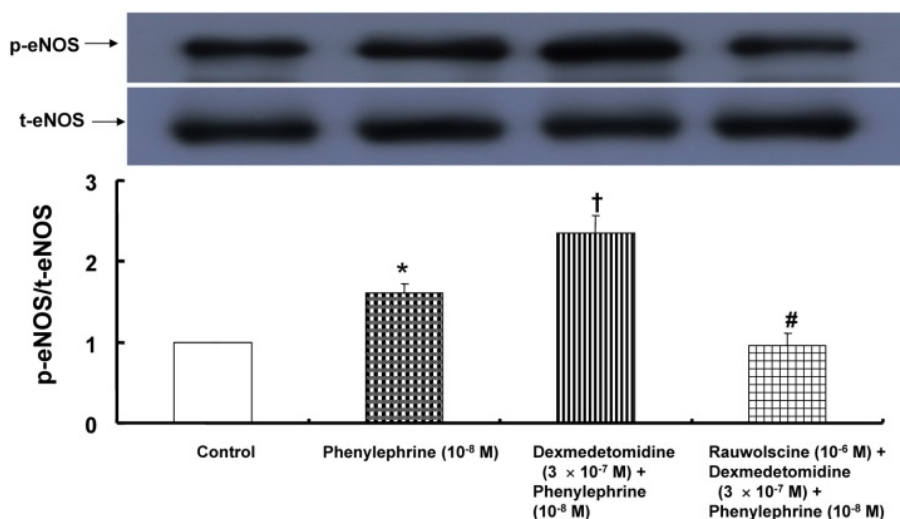 p-eNOS
t-eNOS
p-eNOS/t-eNOS
3
2
1
0
*
†
#
Control
Phenylephrine (10⁻⁸ M)
Dexmedetomidine
(3 × 10⁻⁷ M) +
Phenylephrine
(10⁻⁸ M)
Rauwolscine (10⁻⁶ M) +
Dexmedetomidine
(3 × 10⁻⁷ M) +
Phenylephrine (10⁻⁸ M)